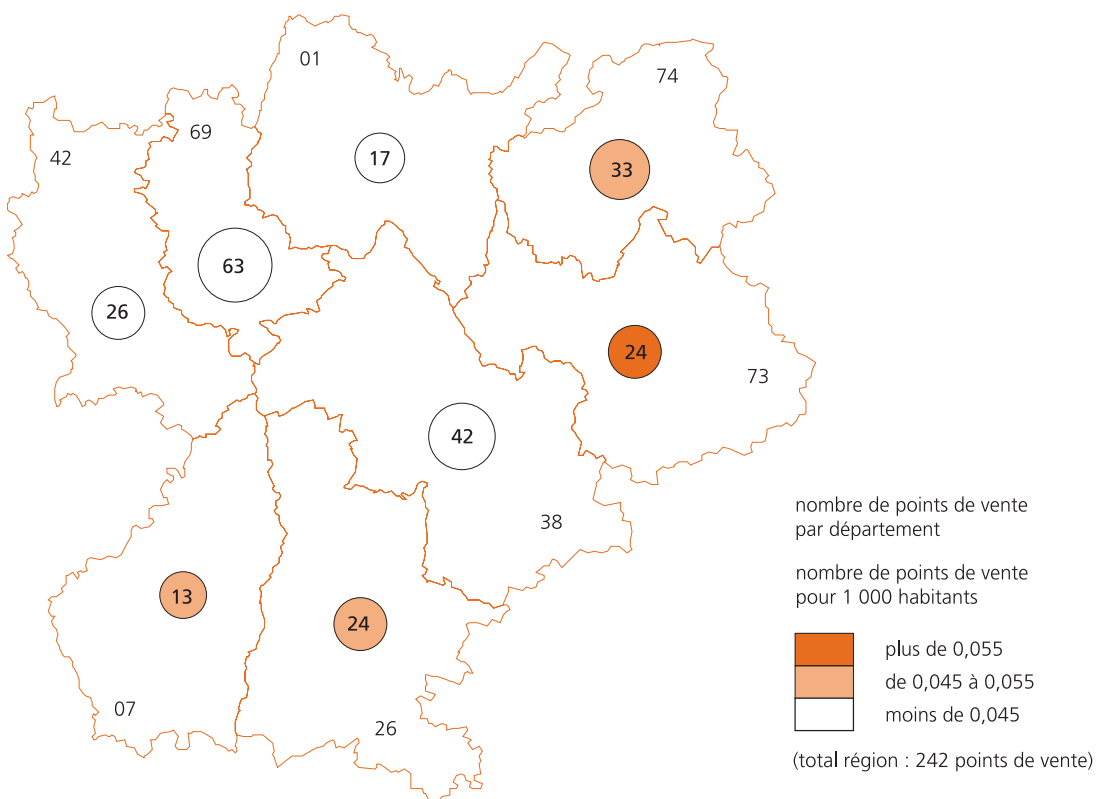 01
74
69
42
17
33
63
26
24
73
42
38
13
24
07
26
nombre de points de vente
par département
nombre de points de vente
pour 1 000 habitants
plus de 0,055
de 0,045 à 0,055
moins de 0,045
(total région : 242 points de vente)